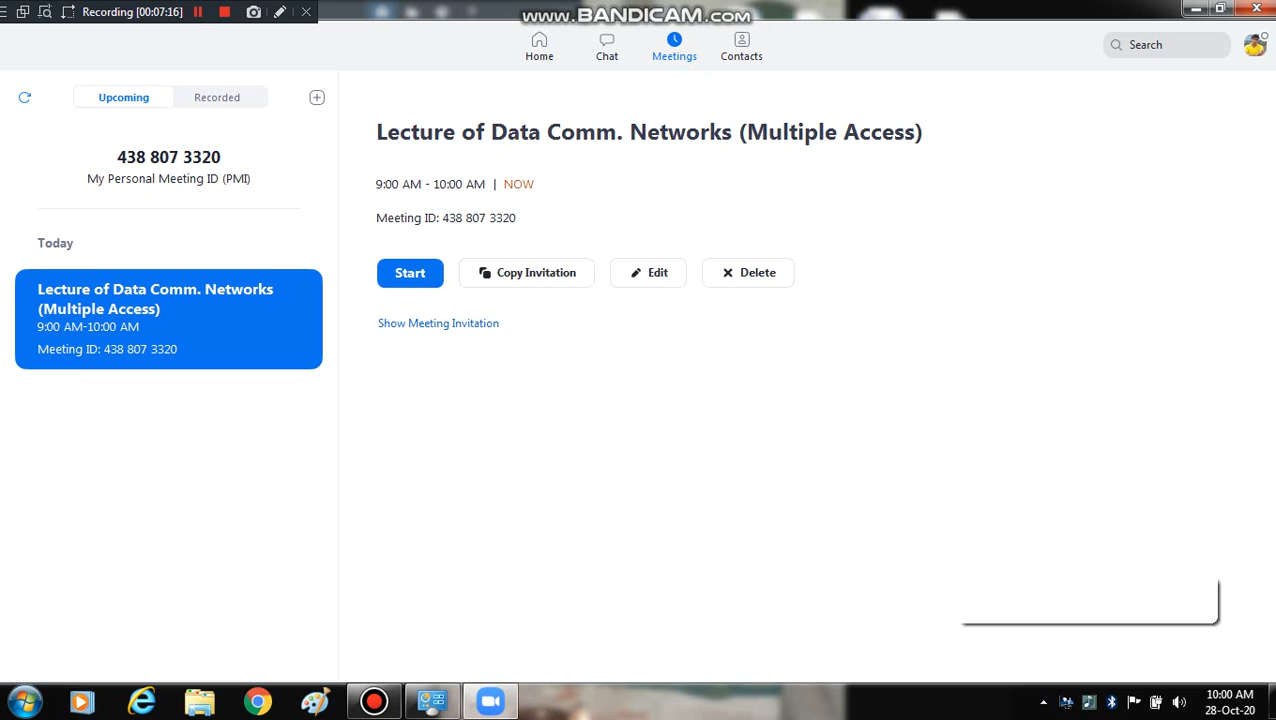 Recording [00:07:16]
www.BANDICAM.com
Home
Chat
Meetings
Contacts
Search
Upcoming
Recorded
438 807 3320
My Personal Meeting ID (PMI)
Today
Lecture of Data Comm. Networks
(Multiple Access)
9:00 AM-10:00 AM
Meeting ID: 438 807 3320
Lecture of Data Comm. Networks (Multiple Access)
9:00 AM - 10:00 AM | NOW
Meeting ID: 438 807 3320
Start
Copy Invitation
Edit
Delete
Show Meeting Invitation
10:00 AM
28-Oct-20